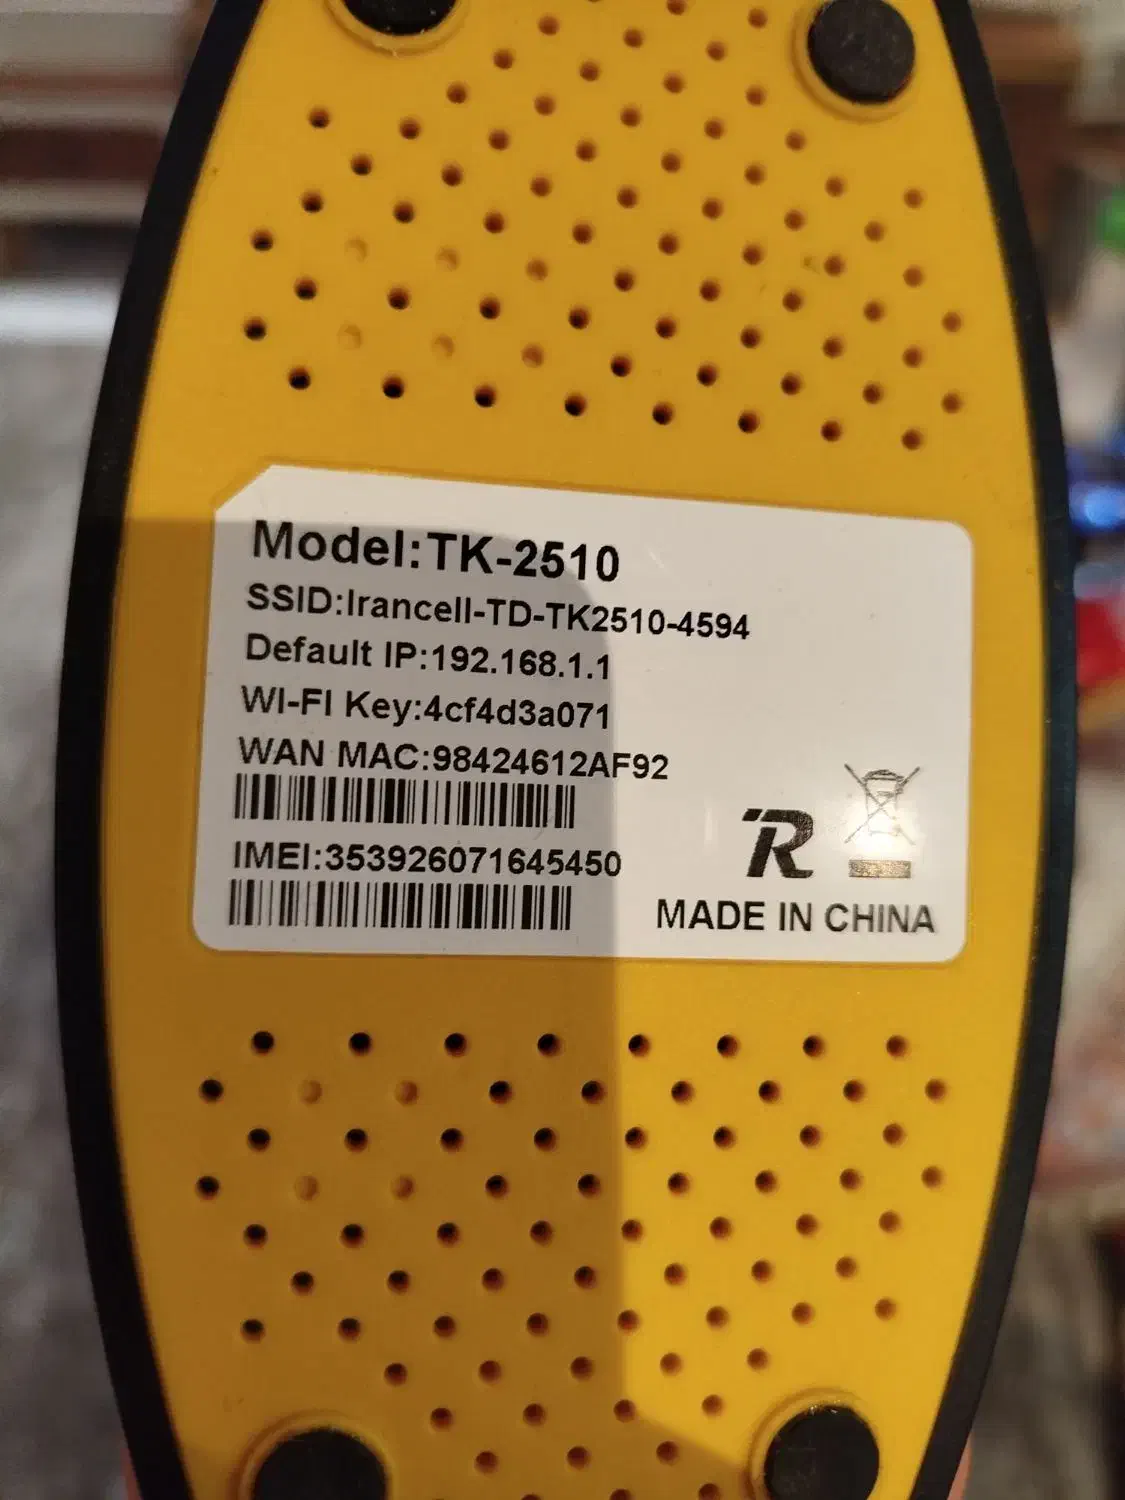 Model:TK-2510
SSID:Irancell-TD-TK2510-4594
Default IP:192.168.1.1
WI-FI Key:4cf4d3a071
WAN MAC:98424612AF92
IMEI:353926071645450
R
MADE IN CHINA